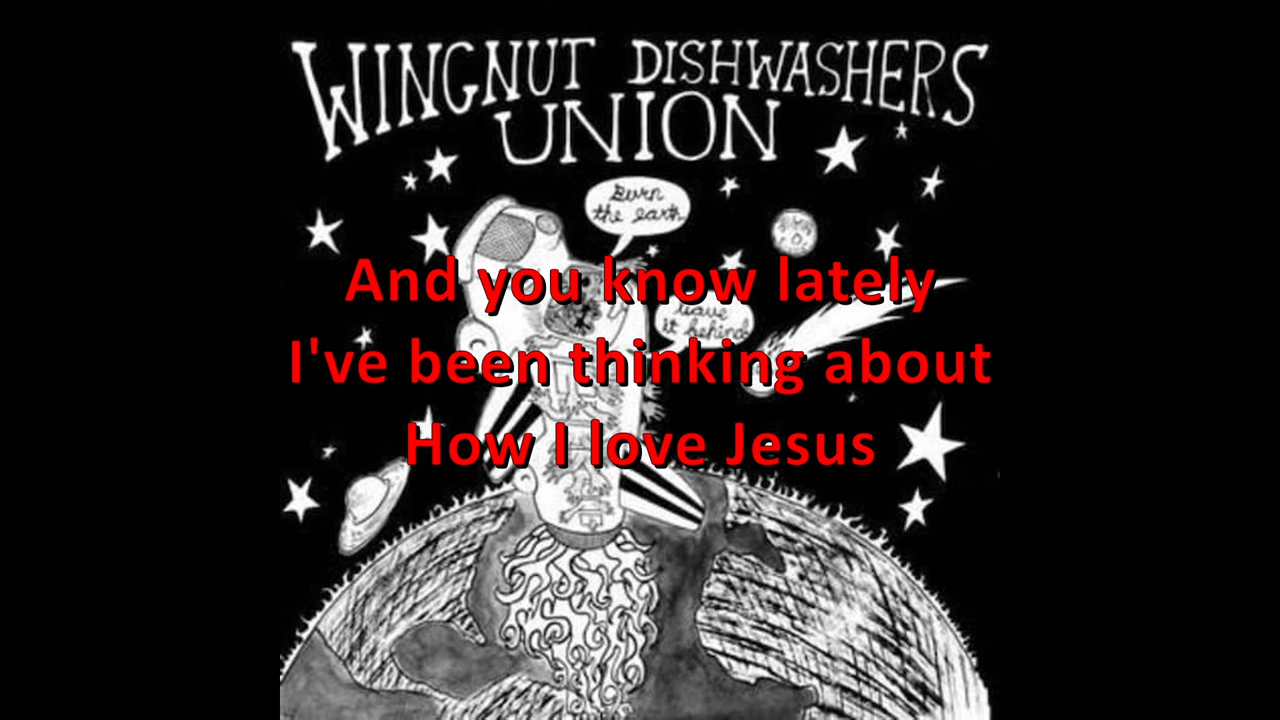 WINGNUT DISHWASHERS
UNION
Burn
the earth
leave
it behind
And you know lately
I've been thinking about
How I love Jesus